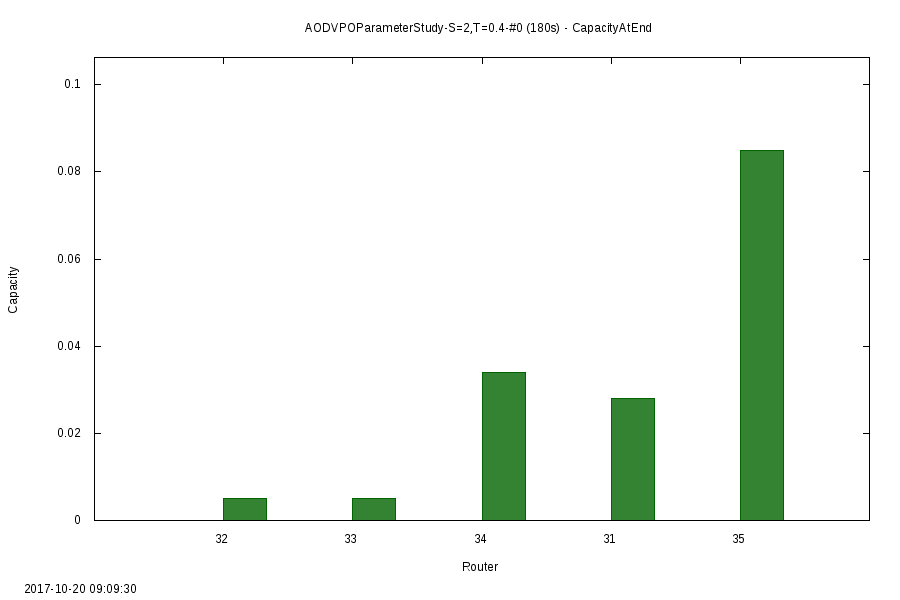 AODVPOParameterStudy-S=2,T=0.4-#0 (180s) - CapacityAtEnd
0.1
0.08
0.06
0.04
0.02
0
Capacity
32 33 34 31 35
Router
2017-10-20 09:09:30